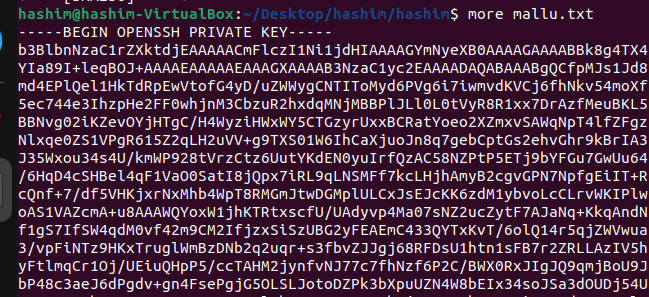 hashim@hashim-VirtualBox:~/Desktop/hashim/hashim$ more mallu.txt
-----BEGIN OPENSSH PRIVATE KEY-----
b3BlbnNzaC1rZXktdjEAAAAACmFlczI1Ni1jdHIAAAAGYmNyeXB0AAAAGAAAABBk8g4TX4
YIa89I+leqBOJ+AAAAEAAAAAEAAAGXAAAAB3NzaC1yc2EAAAADAQABAAABgQCfpMJs1Jd8
md4EPlQel1HkTdRpEwVtofG4yD/uZWWygCNTIToMyd6PVg6i7iwmvdKVCj6fhNkv54moXf
5ec744e3IhzpHe2FF0whjnM3CbzuR2hxdqMNjMBBPlJLl0L0tVyR8R1xx7DrAzfMeuBKL5
BBNvg02iKZevOYjHTgC/H4WyziHWxWY5CTGzyrUxxBCRatYoeo2XZmxvSAWqNpT4lfZFgz
Nlxqe0ZS1VPgR615Z2qLH2uVV+g9TXS01W6IhCaXjuoJn8q7gebCptGs2ehvGhr9kBrIA3
J35Wxou34s4U/kmWP928tVrzCtz6UutYKdEN0yuIrfQzAC58NZPtP5ETj9bYFGu7GwUu64
/6HqD4cSHBel4qF1VaO0SatI8jQpx7iRL9qLNSMFf7kcLHjhAmyB2cgvGPN7NpfgEiIT+R
cQnf+7/df5VHKjxrNxMhb4WpT8RMGmJtwDGMplULCxJsEJcKK6zdM1ybvoLcCLrvWKIPlw
oAS1VAZcmA+u8AAAWQYoxW1jhKTRtxscfU/UAdyvp4Ma07sNZ2ucZytF7AJaNq+KkqAndN
f1gS7IfSW4qdM0vf42m9CM2IfjzxSiSzUBG2yFEAEmC433QYTxKvT/6olQ14r5qjZWVwua
3/vpFiNTz9HKxTruglWmBzDNb2q2uqr+s3fbvZJJgj68RFDsU1htn1sFB7r2ZRLLAzIV5h
yFtlmqCr1Oj/UEiuQHpP5/ccTAHM2jynfvNJ77c7fhNzf6P2C/BWX0RxJIgJQ9qmjBoU9J
bP48c3aeJ6dPgdv+gn4FsePgjG5OLSLJotoDZPk3bXpuUZN4W8bEIx34soJSa3dOUDj54U